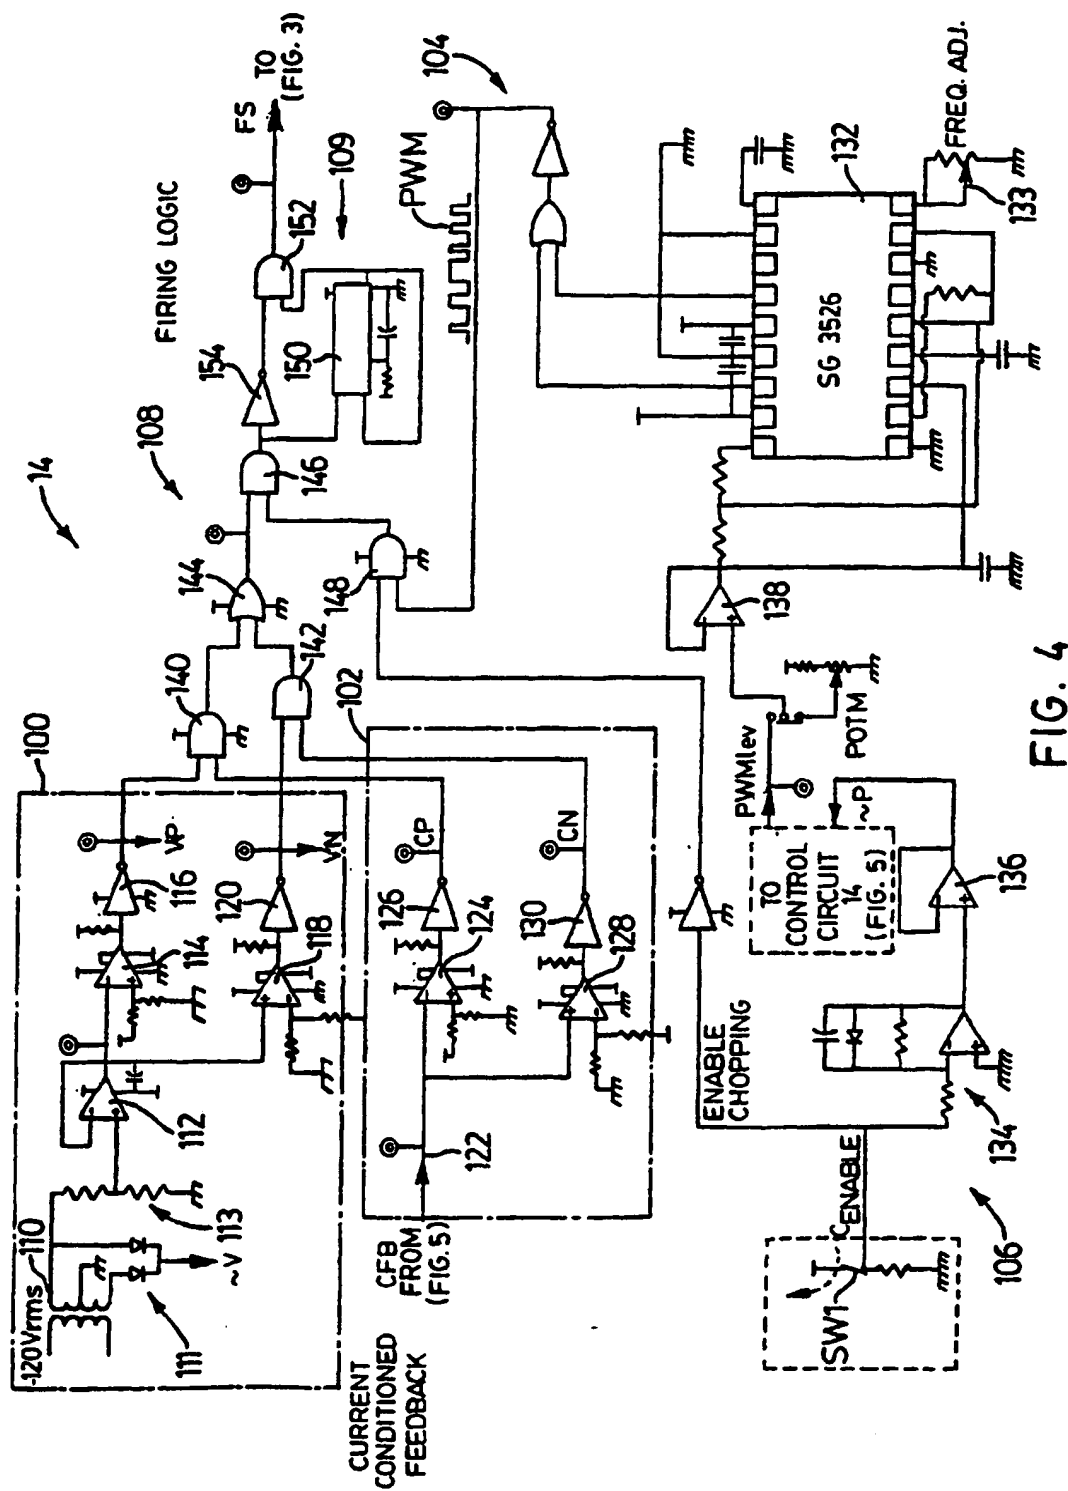 14
100
108
FIRING LOGIC
FS
TO
(FIG. 3)
109
104
110
~120Vrms
111
113
~V
112
114
116
VP
118
120
VN
140
142
144
146
148
154
150
152
PWM
102
CURRENT
CONDITIONED
FEEDBACK
CFB
FROM
(FIG. 5)
122
124
126
CP
128
130
CN
ENABLE
CHOPPING
CENABLE
SW1
106
134
136
TO
CONTROL
CIRCUIT
14
(FIG. 5)
~P
PWMlev
POTM
138
SG 3526
132
133
FREQ. ADJ.
FIG. 4